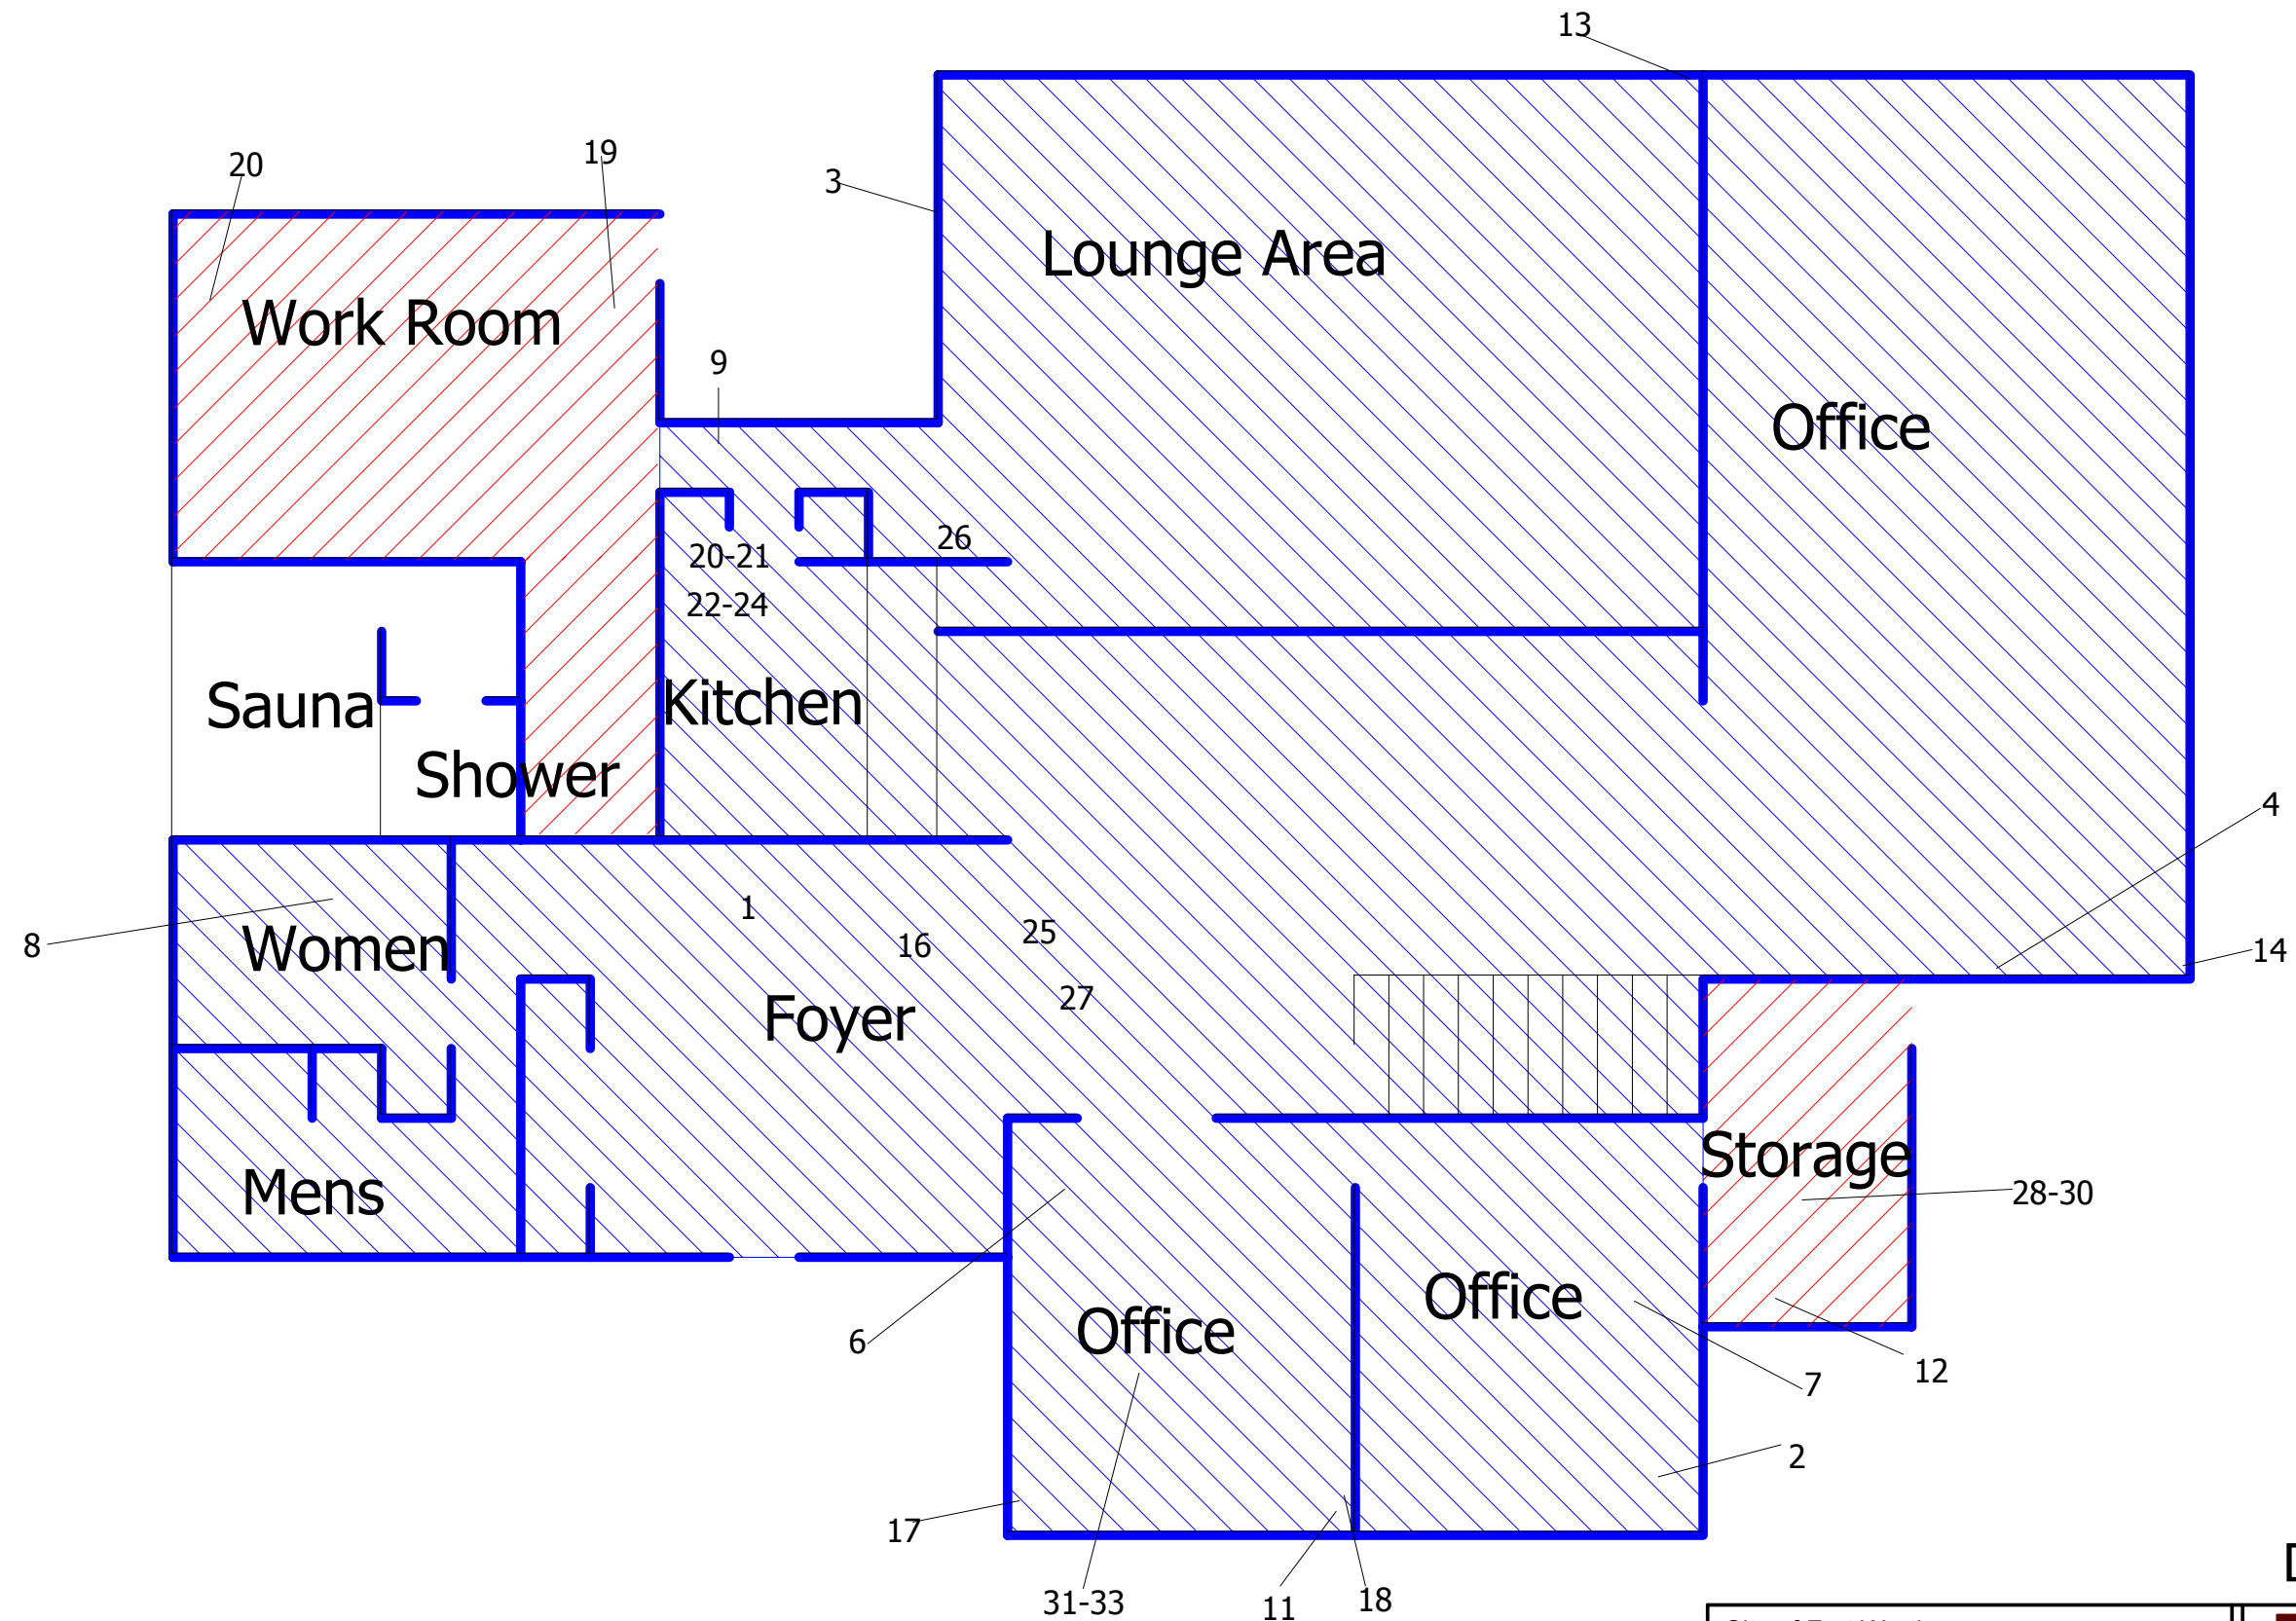 13
20
19
3
Lounge Area
Work Room
9
Office
26
20-21
22-24
Sauna
Kitchen
Shower
4
8
Women
1
16
25
14
27
Foyer
Storage
Mens
28-30
Office
Office
6
12
7
2
17
31-33
11
18